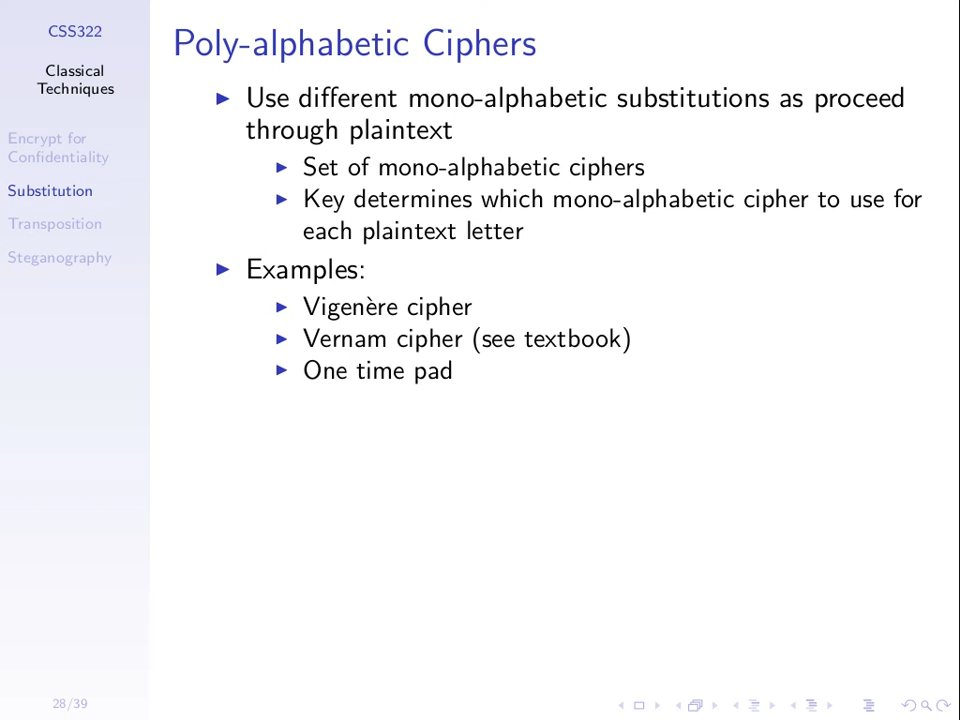 CSS322
Classical
Techniques
Encrypt for
Confidentiality
Substitution
Transposition
Steganography
28/39
Poly-alphabetic Ciphers
Use different mono-alphabetic substitutions as proceed
through plaintext
Set of mono-alphabetic ciphers
Key determines which mono-alphabetic cipher to use for
each plaintext letter
Examples:
Vigenère cipher
Vernam cipher (see textbook)
One time pad